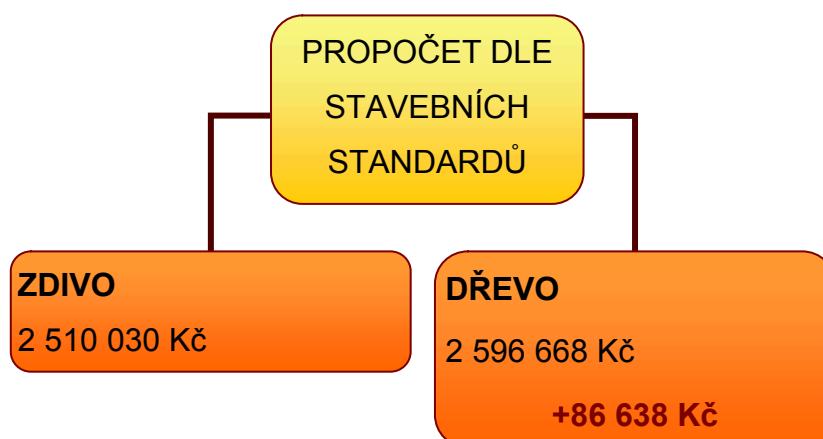 PROPOČET DLE
STAVEBNÍCH
STANDARDŮ
ZDIVO
2 510 030 Kč
DŘEVO
2 596 668 Kč
+86 638 Kč